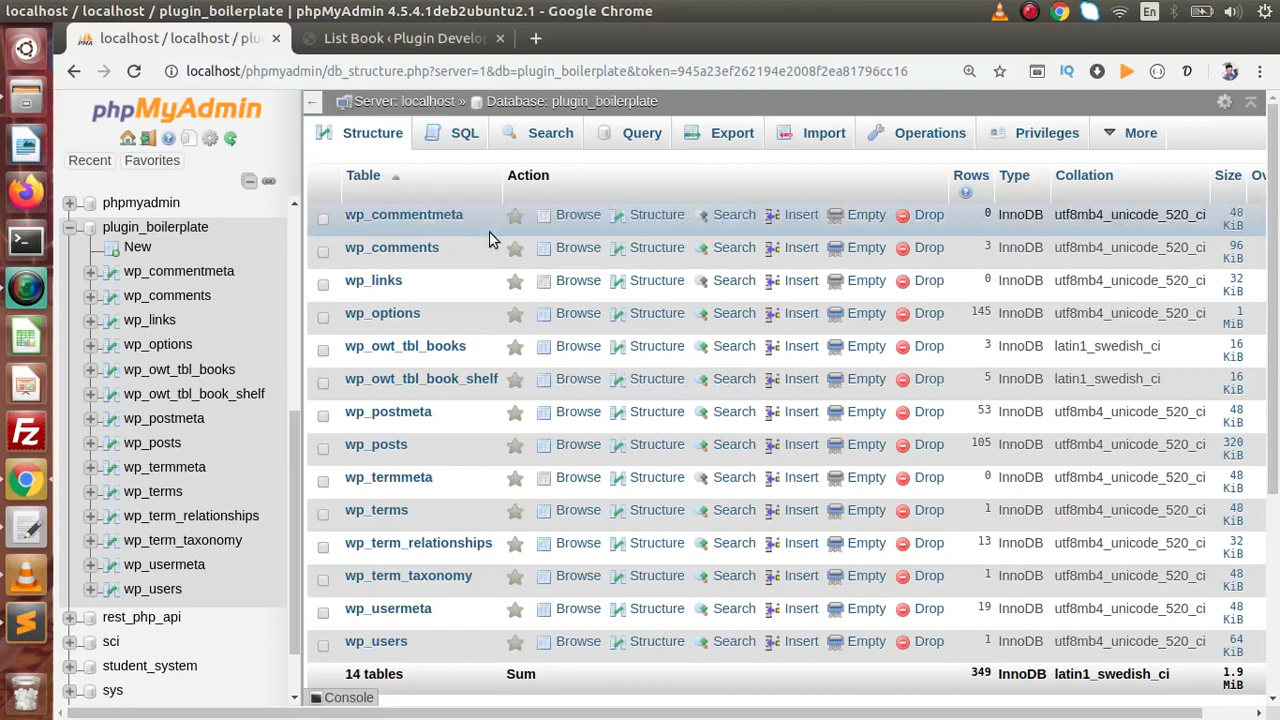 localhost / localhost / plugin_boilerplate | phpMyAdmin 4.5.4.1deb2ubuntu2.1 - Google Chrome
En
localhost / localhost / plu
List Book ‹ Plugin Develo
localhost/phpmyadmin/db_structure.php?server=1&db=plugin_boilerplate&token=945a23ef262194e2008f2ea81796cc16
IQ
phpMyAdmin
Recent Favorites
phpmyadmin
plugin_boilerplate
New
wp_commentmeta
wp_comments
wp_links
wp_options
wp_owt_tbl_books
wp_owt_tbl_book_shelf
wp_postmeta
wp_posts
wp_termmeta
wp_terms
wp_term_relationships
wp_term_taxonomy
wp_usermeta
wp_users
rest_php_api
sci
student_system
sys
Server: localhost » Database: plugin_boilerplate
Structure SQL Search Query Export Import Operations Privileges More
Table Action Rows Type Collation Size Ov
wp_commentmeta Browse Structure Search Insert Empty Drop 0 InnoDB utf8mb4_unicode_520_ci 48 KiB
wp_comments Browse Structure Search Insert Empty Drop 3 InnoDB utf8mb4_unicode_520_ci 96 KiB
wp_links Browse Structure Search Insert Empty Drop 0 InnoDB utf8mb4_unicode_520_ci 32 KiB
wp_options Browse Structure Search Insert Empty Drop 145 InnoDB utf8mb4_unicode_520_ci 1 MiB
wp_owt_tbl_books Browse Structure Search Insert Empty Drop 3 InnoDB latin1_swedish_ci 16 KiB
wp_owt_tbl_book_shelf Browse Structure Search Insert Empty Drop 5 InnoDB latin1_swedish_ci 16 KiB
wp_postmeta Browse Structure Search Insert Empty Drop 53 InnoDB utf8mb4_unicode_520_ci 48 KiB
wp_posts Browse Structure Search Insert Empty Drop 105 InnoDB utf8mb4_unicode_520_ci 320 KiB
wp_termmeta Browse Structure Search Insert Empty Drop 0 InnoDB utf8mb4_unicode_520_ci 48 KiB
wp_terms Browse Structure Search Insert Empty Drop 1 InnoDB utf8mb4_unicode_520_ci 48 KiB
wp_term_relationships Browse Structure Search Insert Empty Drop 13 InnoDB utf8mb4_unicode_520_ci 32 KiB
wp_term_taxonomy Browse Structure Search Insert Empty Drop 1 InnoDB utf8mb4_unicode_520_ci 48 KiB
wp_usermeta Browse Structure Search Insert Empty Drop 19 InnoDB utf8mb4_unicode_520_ci 48 KiB
wp_users Browse Structure Search Insert Empty Drop 1 InnoDB utf8mb4_unicode_520_ci 64 KiB
14 tables Sum 349 InnoDB latin1_swedish_ci 1.9 MiB
Console